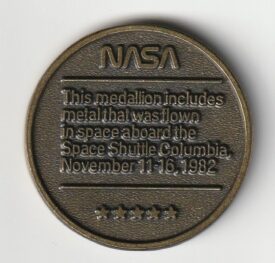 NASA
This medallion includes
metal that was flown
in space aboard the
Space Shuttle Columbia,
November 11-16, 1982